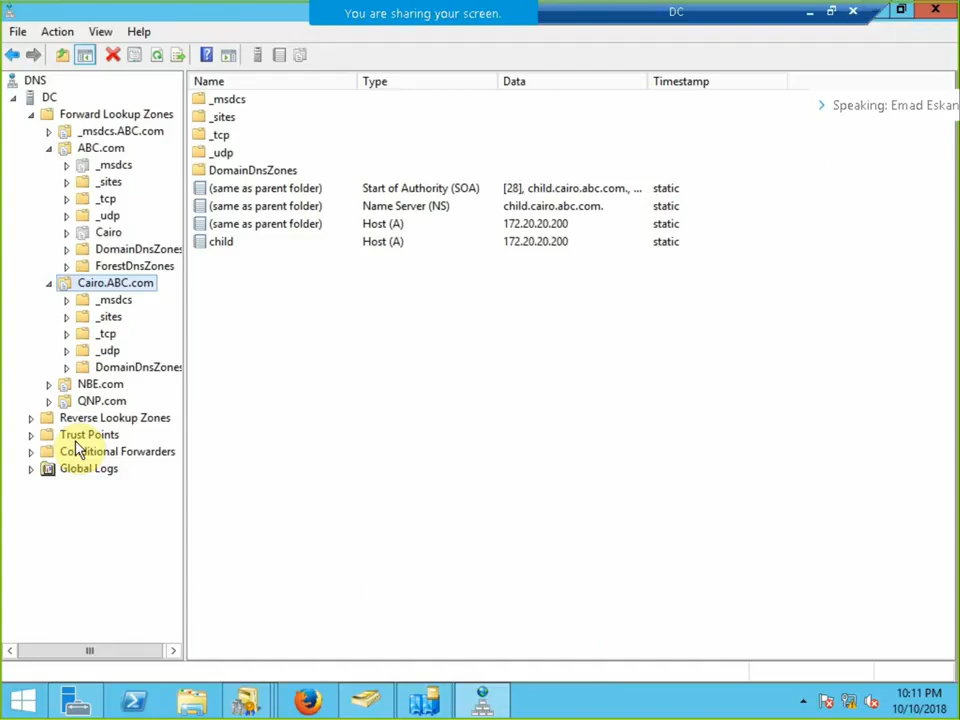 You are sharing your screen.
DC
File Action View Help
DNS
DC
Forward Lookup Zones
_msdcs.ABC.com
ABC.com
_msdcs
_sites
_tcp
_udp
Cairo
DomainDnsZones
ForestDnsZones
Cairo.ABC.com
_msdcs
_sites
_tcp
_udp
DomainDnsZones
NBE.com
QNP.com
Reverse Lookup Zones
Trust Points
Conditional Forwarders
Global Logs
Name Type Data Timestamp
_msdcs
_sites
_tcp
_udp
DomainDnsZones
(same as parent folder) Start of Authority (SOA) [28], child.cairo.abc.com., ... static
(same as parent folder) Name Server (NS) child.cairo.abc.com. static
(same as parent folder) Host (A) 172.20.20.200 static
child Host (A) 172.20.20.200 static
Speaking: Emad Eskan
10:11 PM
10/10/2018